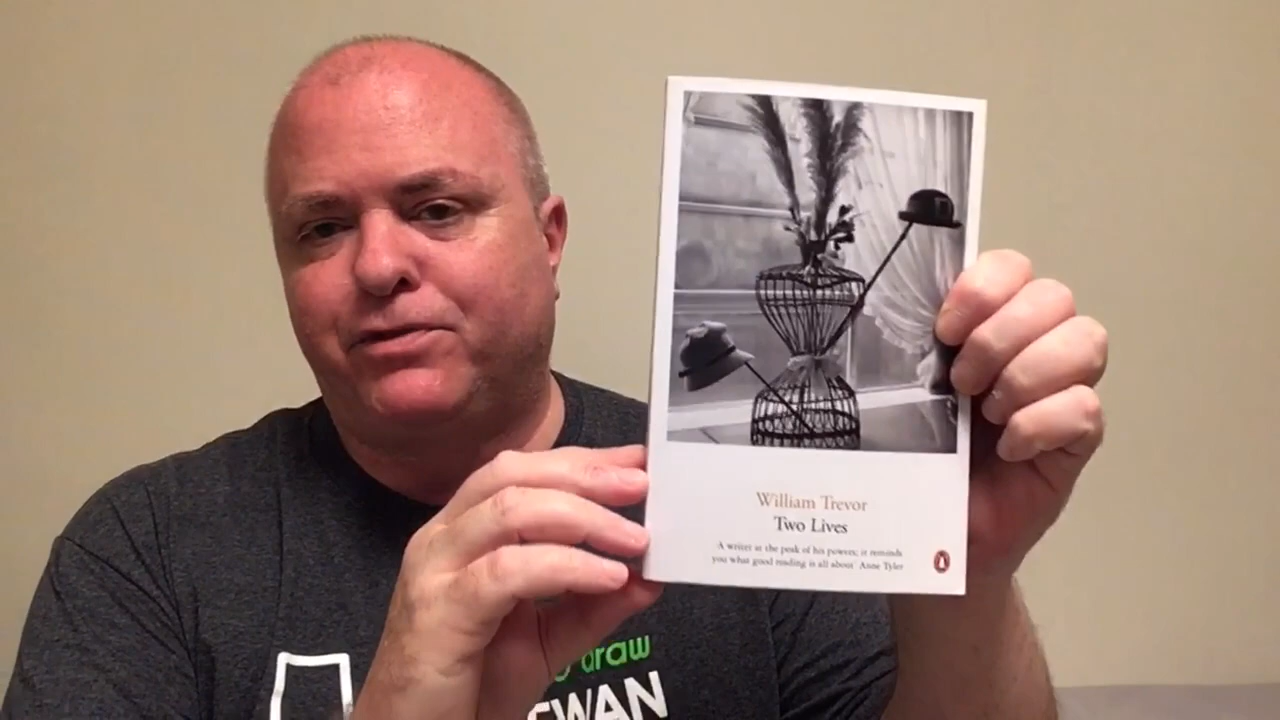 William Trevor
Two Lives
A writer at the peak of his powers; it reminds
you what good reading is all about' Anne Tyler
draw